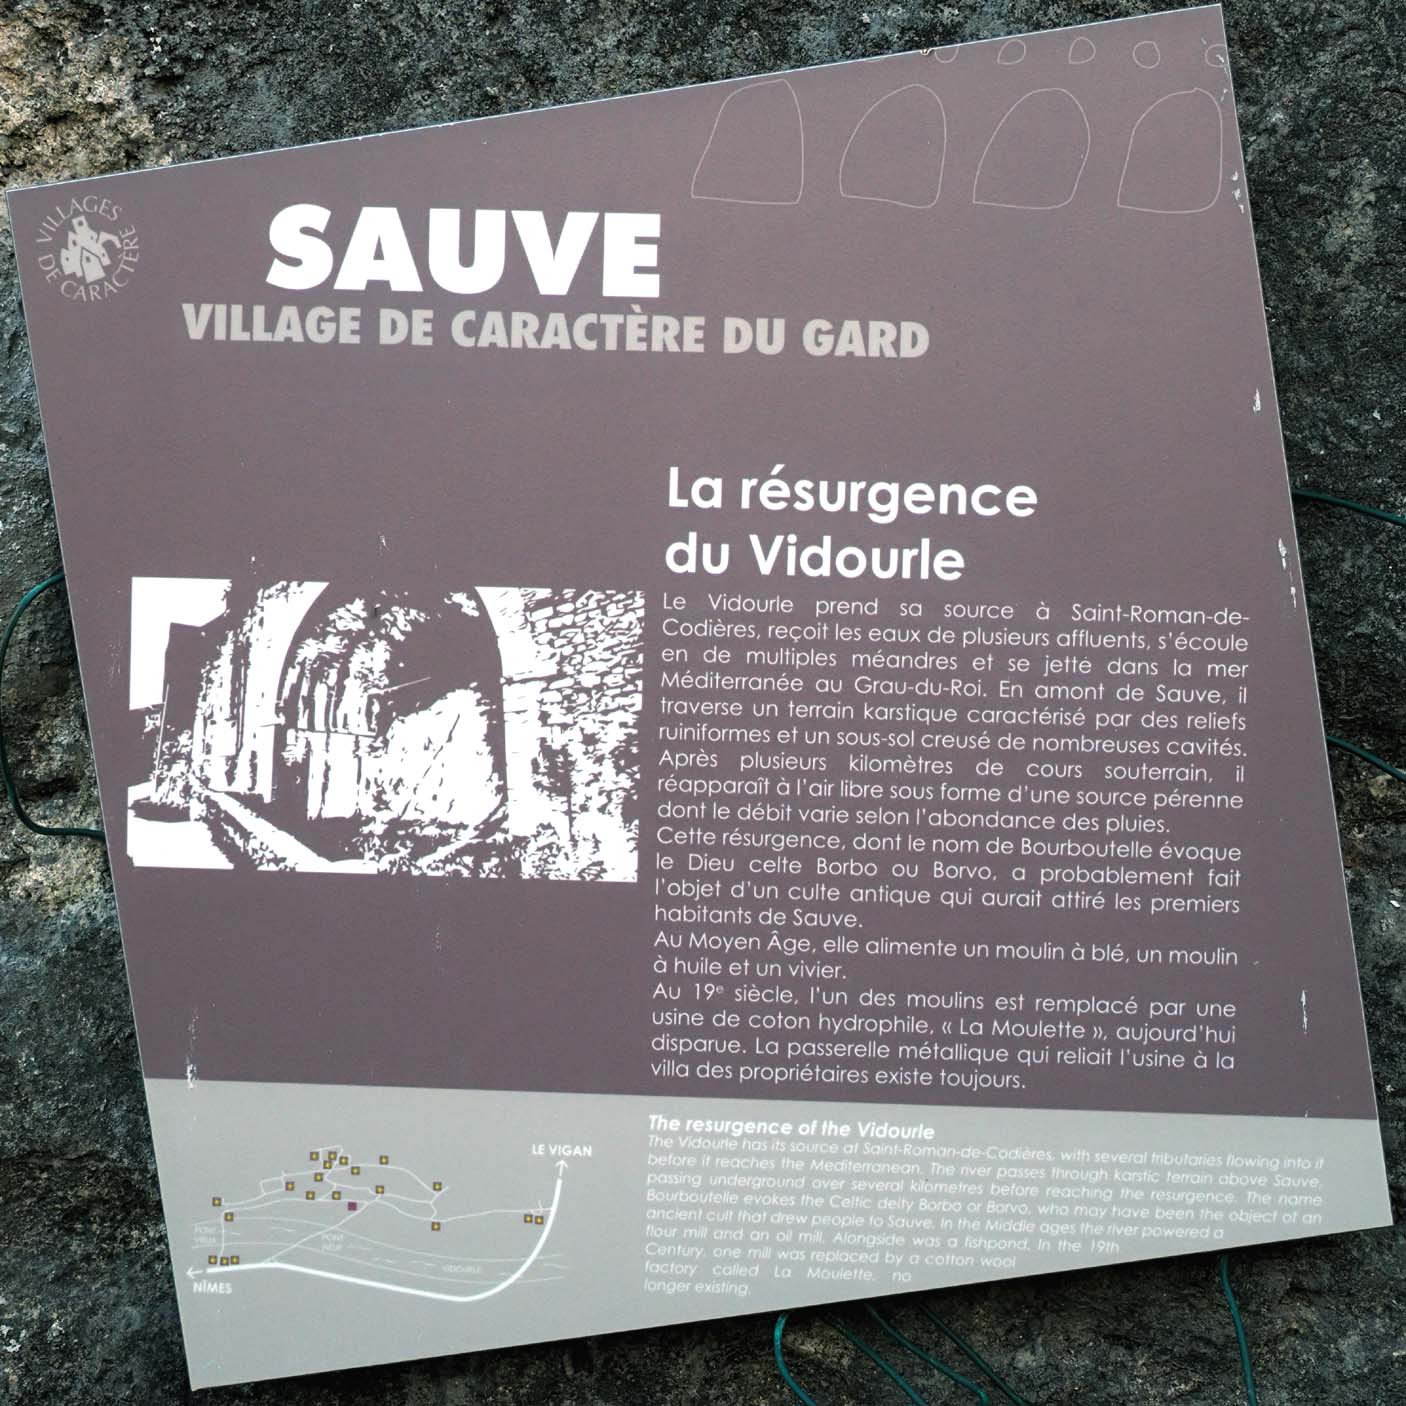 VILLAGES
DE CARACTÈRE
SAUVE
VILLAGE DE CARACTÈRE DU GARD
La résurgence
du Vidourle
Le Vidourle prend sa source à Saint-Roman-de-
Codières, reçoit les eaux de plusieurs affluents, s'écoule
en de multiples méandres et se jette dans la mer
Méditerranée au Grau-du-Roi. En amont de Sauve, il
traverse un terrain karstique caractérisé par des reliefs
ruiniformes et un sous-sol creusé de nombreuses cavités.
Après plusieurs kilomètres de cours souterrain, il
réapparaît à l'air libre sous forme d'une source pérenne
dont le débit varie selon l'abondance des pluies.
Cette résurgence, dont le nom de Bourboutelle évoque
le Dieu celte Borbo ou Borvo, a probablement fait
l'objet d'un culte antique qui aurait attiré les premiers
habitants de Sauve.
Au Moyen Âge, elle alimente un moulin à blé, un moulin
à huile et un vivier.
Au 19e siècle, l'un des moulins est remplacé par une
usine de coton hydrophile, « La Moulette », aujourd'hui
disparue. La passerelle métallique qui reliait l'usine à la
villa des propriétaires existe toujours.
The resurgence of the Vidourle
The Vidourle has its source at Saint-Roman-de-Codières, with several tributaries flowing into it
before it reaches the Mediterranean. The river passes through karstic terrain above Sauve,
passing underground over several kilometres before reaching the resurgence. The name
Bourboutelle evokes the Celtic deity Borbo or Borvo, who may have been the object of an
ancient cult that drew people to Sauve. In the Middle ages the river powered a
flour mill and an oil mill. Alongside was a fishpond. In the 19th
Century, one mill was replaced by a cotton wool
factory called La Moulette, no
longer existing.
LE VIGAN
PONT
VIEUX
PONT
NEUF
VIDOURLE
NÎMES